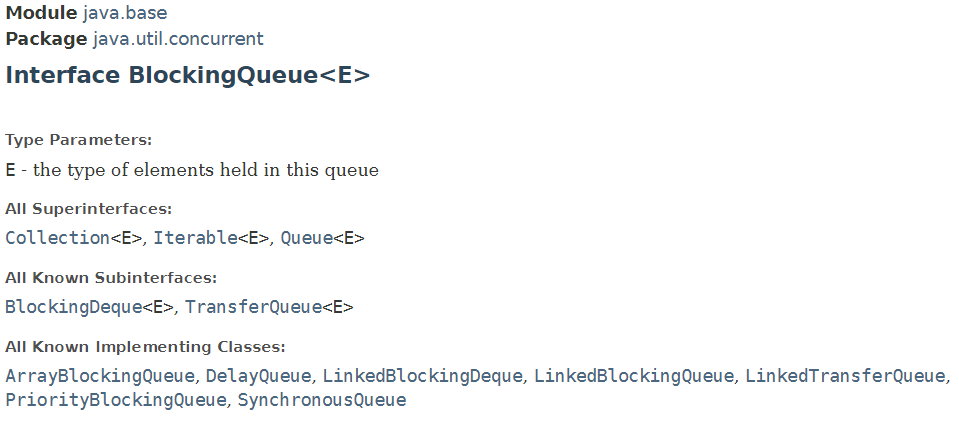 Module java.base
Package java.util.concurrent
Interface BlockingQueue<E>
Type Parameters:
E - the type of elements held in this queue
All Superinterfaces:
Collection<E>, Iterable<E>, Queue<E>
All Known Subinterfaces:
BlockingDeque<E>, TransferQueue<E>
All Known Implementing Classes:
ArrayBlockingQueue, DelayQueue, LinkedBlockingDeque, LinkedBlockingQueue, LinkedTransferQueue,
PriorityBlockingQueue, SynchronousQueue